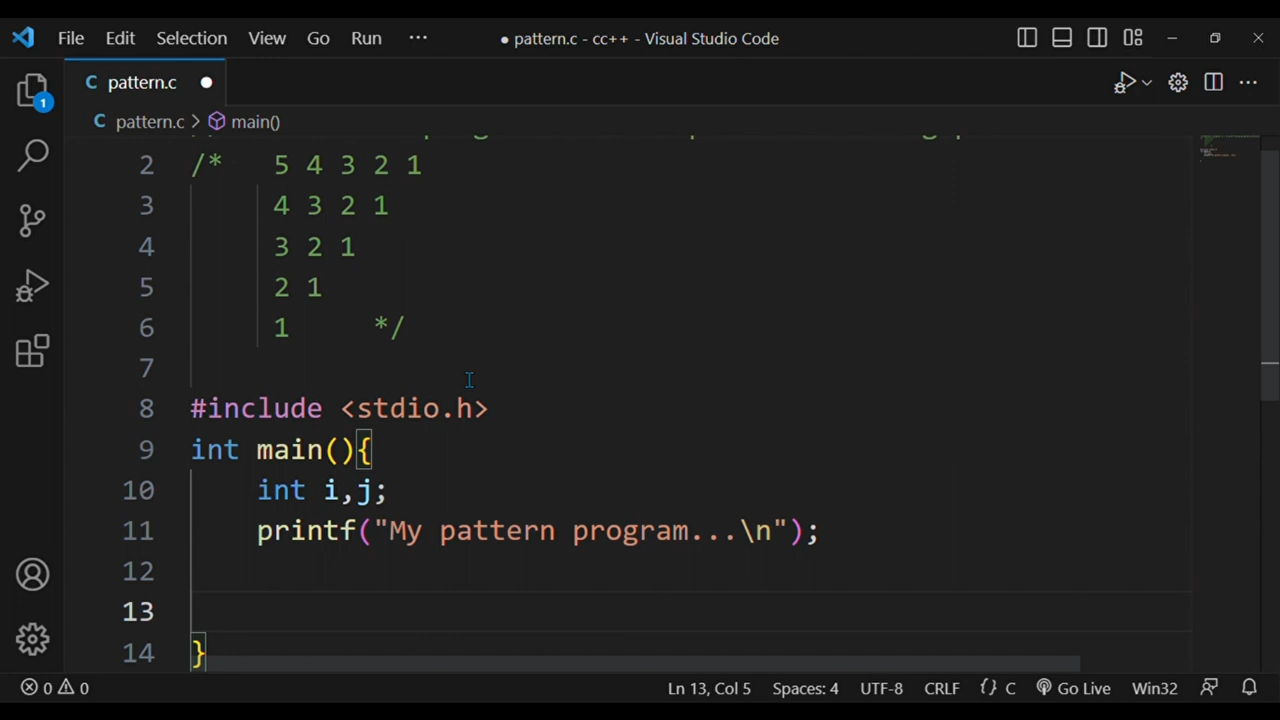 File Edit Selection View Go Run ···
● pattern.c - cc++ - Visual Studio Code
C pattern.c ●
C pattern.c > main()
2 /* 5 4 3 2 1
3 4 3 2 1
4 3 2 1
5 2 1
6 1 */
7
8 #include <stdio.h>
9 int main(){
10 int i,j;
11 printf("My pattern program...\n");
12
13
14 }
1
0 0 Ln 13, Col 5 Spaces: 4 UTF-8 CRLF {} C Go Live Win32